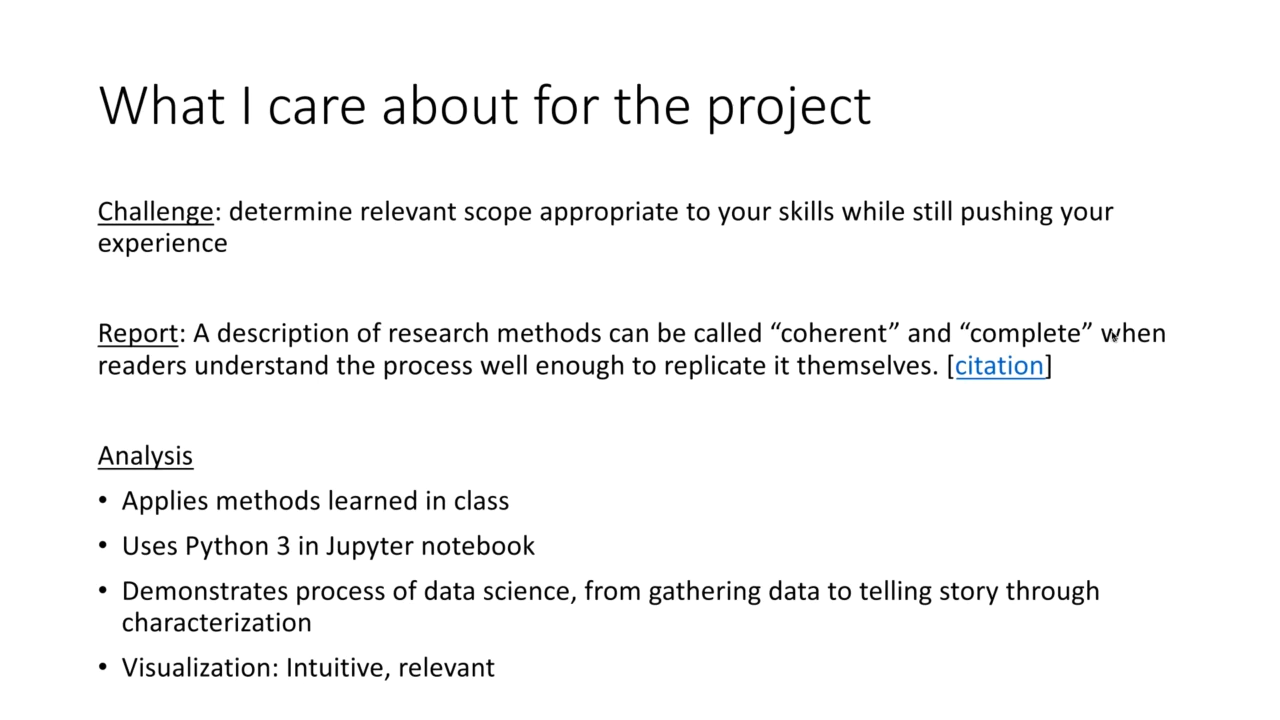 What I care about for the project
Challenge: determine relevant scope appropriate to your skills while still pushing your
experience
Report: A description of research methods can be called “coherent” and “complete” when
readers understand the process well enough to replicate it themselves. [citation]
Analysis
• Applies methods learned in class
• Uses Python 3 in Jupyter notebook
• Demonstrates process of data science, from gathering data to telling story through
characterization
• Visualization: Intuitive, relevant